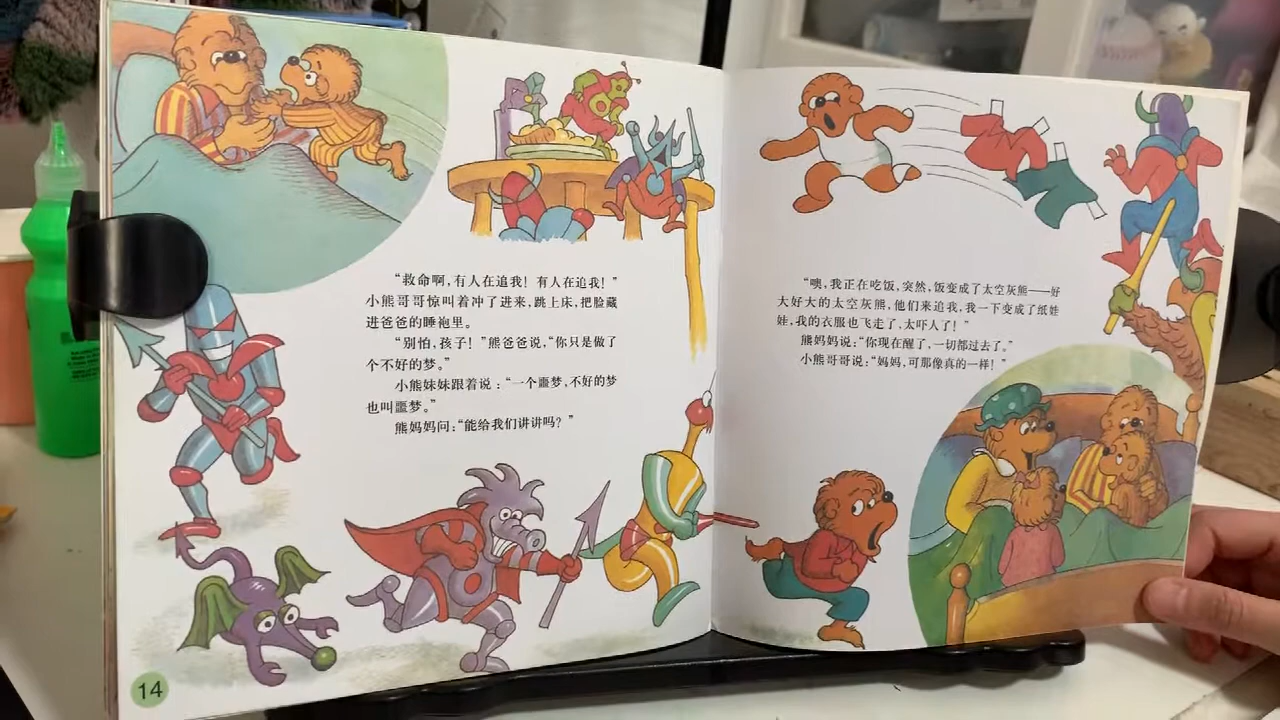 “救命啊,有人在追我!有人在追我!”
小熊哥哥惊叫着冲了进来,跳上床,把脸藏
进爸爸的睡袍里。
“别怕,孩子!”熊爸爸说,“你只是做了
个不好的梦。”
小熊妹妹跟着说:“一个噩梦,不好的梦
也叫噩梦。”
熊妈妈问:“能给我们讲讲吗?”
14
“噢,我正在吃饭,突然,饭变成了太空灰熊——好
大好大的太空灰熊,他们来追我,我一下变成了纸娃
娃,我的衣服也飞走了,太吓人了!”
熊妈妈说:“你现在醒了,一切都过去了。”
小熊哥哥说:“妈妈,可那像真的一样!”